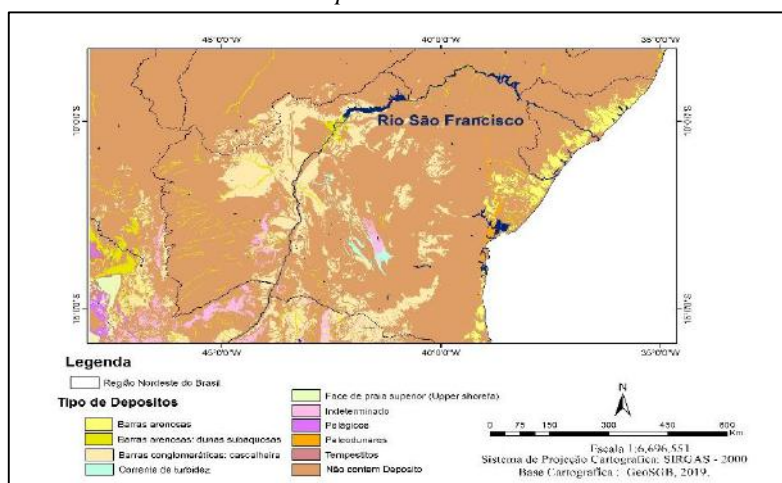 45°0'0"W 40°0'0"W 35°0'0"W
10°0'0"S 10°0'0"S
Rio São Francisco
15°0'0"S 15°0'0"S
45°0'0"W 40°0'0"W 35°0'0"W
Legenda
Região Nordeste do Brasil
Tipo de Depositos
Barras arenosas
Barras arenosas: dunas subaquosas
Barras conglomeráticas: cascalheira
Corrente de turbidez
Face de praia superior (Upper shorefa)
Indeterminado
Pelágicos
Paleodunares
Tempestitos
Não contem Deposito
N
0 75 150 300 450 600
Km
Escala 1:6,696,551
Sistema de Projeção Cartografica: SIRGAS - 2000
Base Cartografica : GeoSGB, 2019.